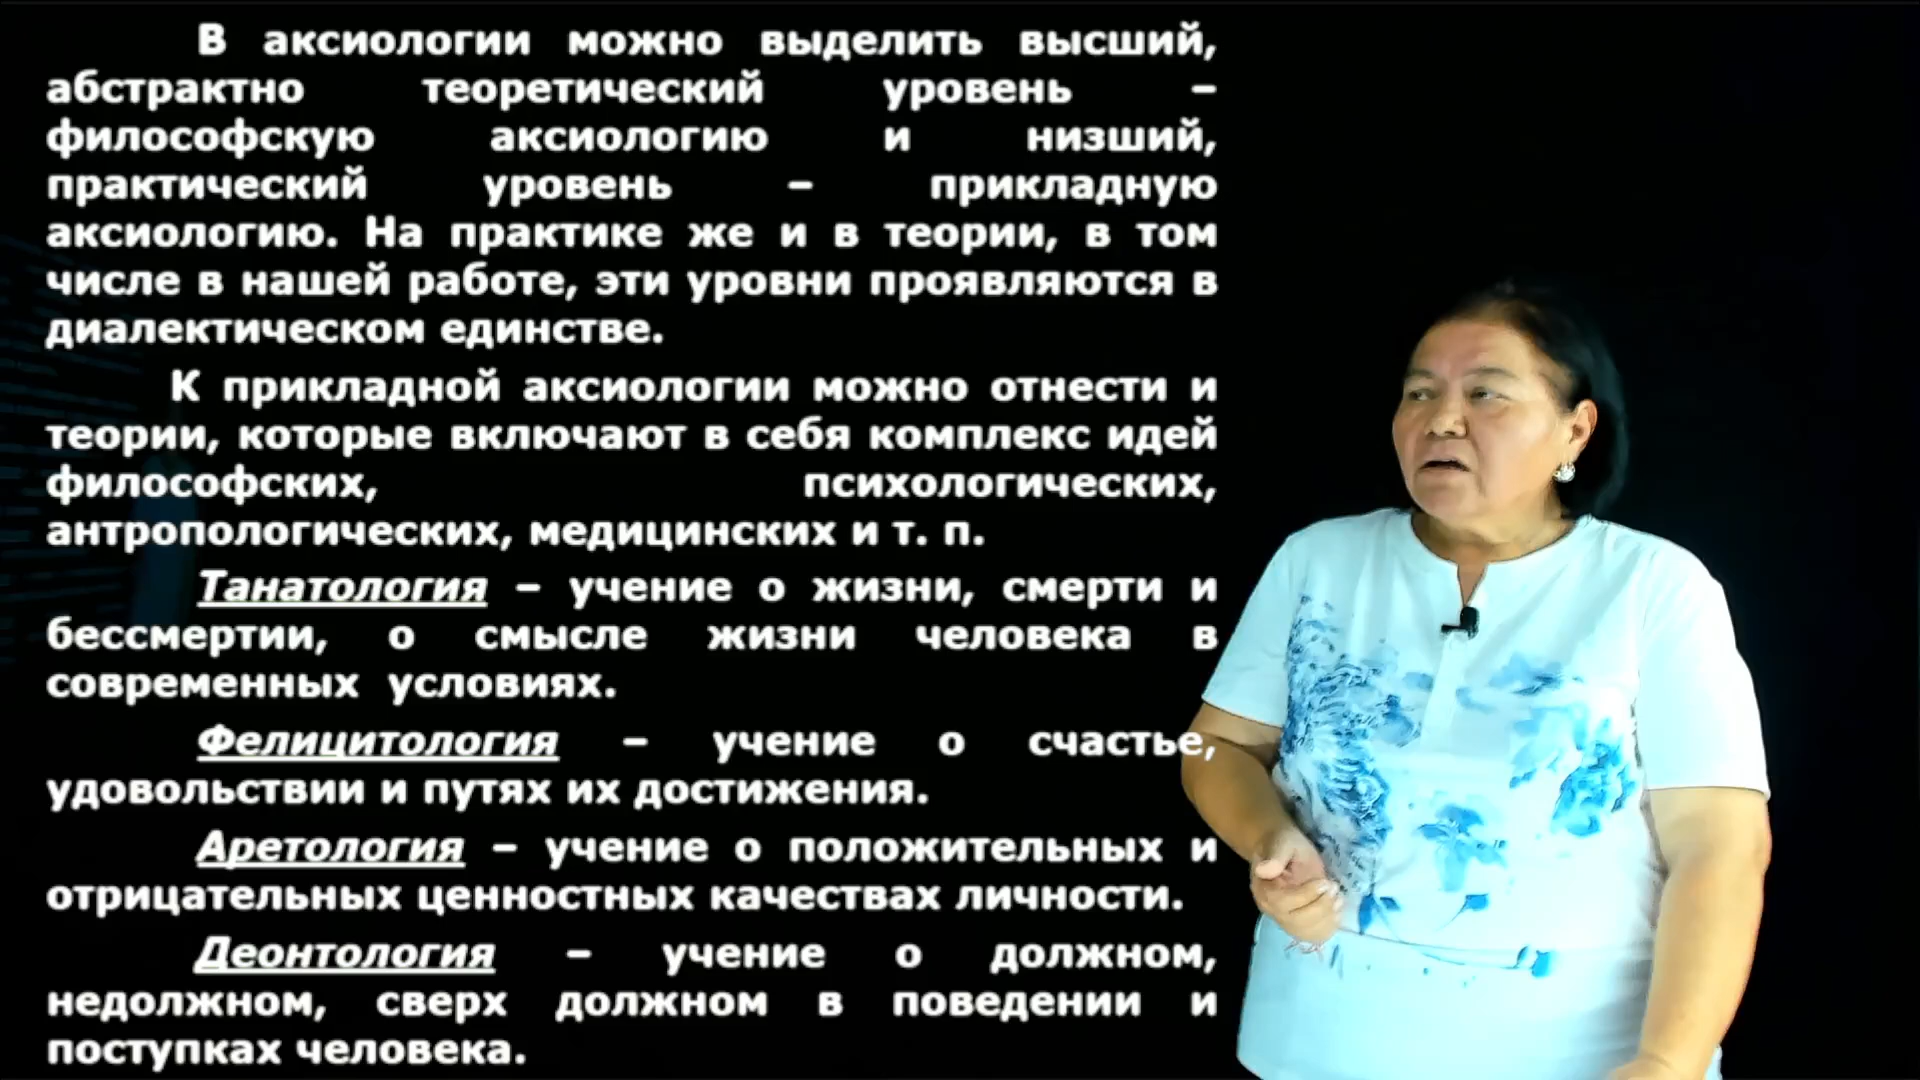 В аксиологии можно выделить высший,
абстрактно теоретический уровень –
философскую аксиологию и низший,
практический уровень – прикладную
аксиологию. На практике же и в теории, в том
числе в нашей работе, эти уровни проявляются в
диалектическом единстве.
К прикладной аксиологии можно отнести и
теории, которые включают в себя комплекс идей
философских, психологических,
антропологических, медицинских и т. п.
Танатология – учение о жизни, смерти и
бессмертии, о смысле жизни человека в
современных условиях.
Фелицитология – учение о счастье,
удовольствии и путях их достижения.
Аретология – учение о положительных и
отрицательных ценностных качествах личности.
Деонтология – учение о должном,
недолжном, сверх должном в поведении и
поступках человека.